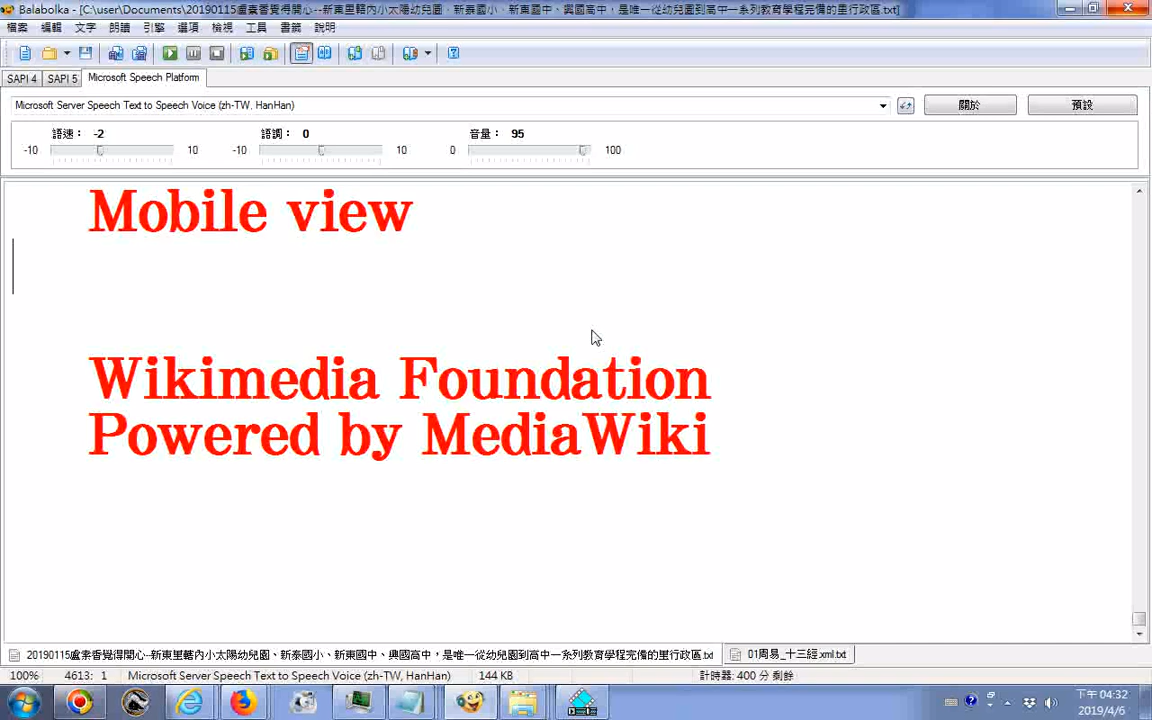 Balabolka - [C:\user\Documents\20190115盧素香覺得開心--新東里轄內小太陽幼兒園、新泰國小、新東國中、興國高中，是唯一從幼兒園到高中一系列教育學程完備的里行政區.txt]
檔案 編輯 文字 朗讀 引擎 選項 檢視 工具 書籤 說明
SAPI 4 SAPI 5 Microsoft Speech Platform
Microsoft Server Speech Text to Speech Voice (zh-TW, HanHan) 關於 預設
語速： -2 語調： 0 音量： 95
-10 10 -10 10 0 100
Mobile view
Wikimedia Foundation
Powered by MediaWiki
20190115盧素香覺得開心--新東里轄內小太陽幼兒園、新泰國小、新東國中、興國高中，是唯一從幼兒園到高中一系列教育學程完備的里行政區.txt 01周易_十三經.xml.txt
100% 4613: 1 Microsoft Server Speech Text to Speech Voice (zh-TW, HanHan) 144 KB 計時器: 400 分 剩餘
下午 04:32
2019/4/6